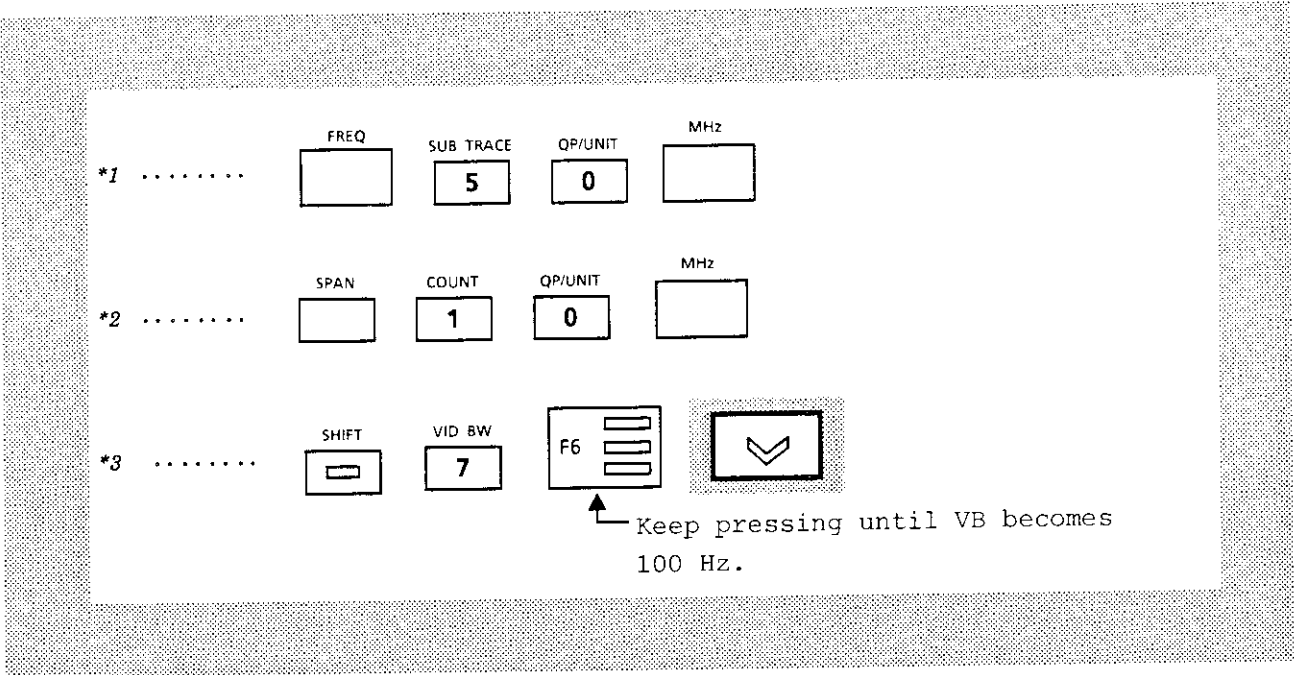 FREQ SUB TRACE QP/UNIT MHz
*1 ........ 5 0
SPAN COUNT QP/UNIT MHz
*2 ........ 1 0
SHIFT VID BW
*3 ........ 7 F6
Keep pressing until VB becomes
100 Hz.